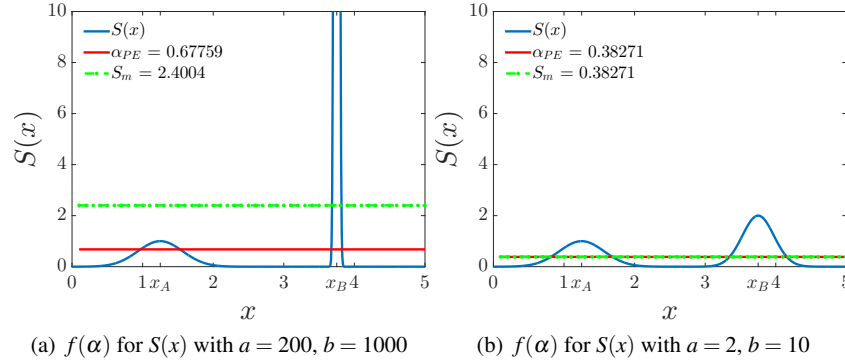 10
8
6
4
2
0
S(x)
S(x)
α_PE = 0.67759
S_m = 2.4004
0 1 x_A 2 3 x_B 4 5
x
(a) f(α) for S(x) with a = 200, b = 1000
10
8
6
4
2
0
S(x)
S(x)
α_PE = 0.38271
S_m = 0.38271
0 1 x_A 2 3 x_B 4 5
x
(b) f(α) for S(x) with a = 2, b = 10